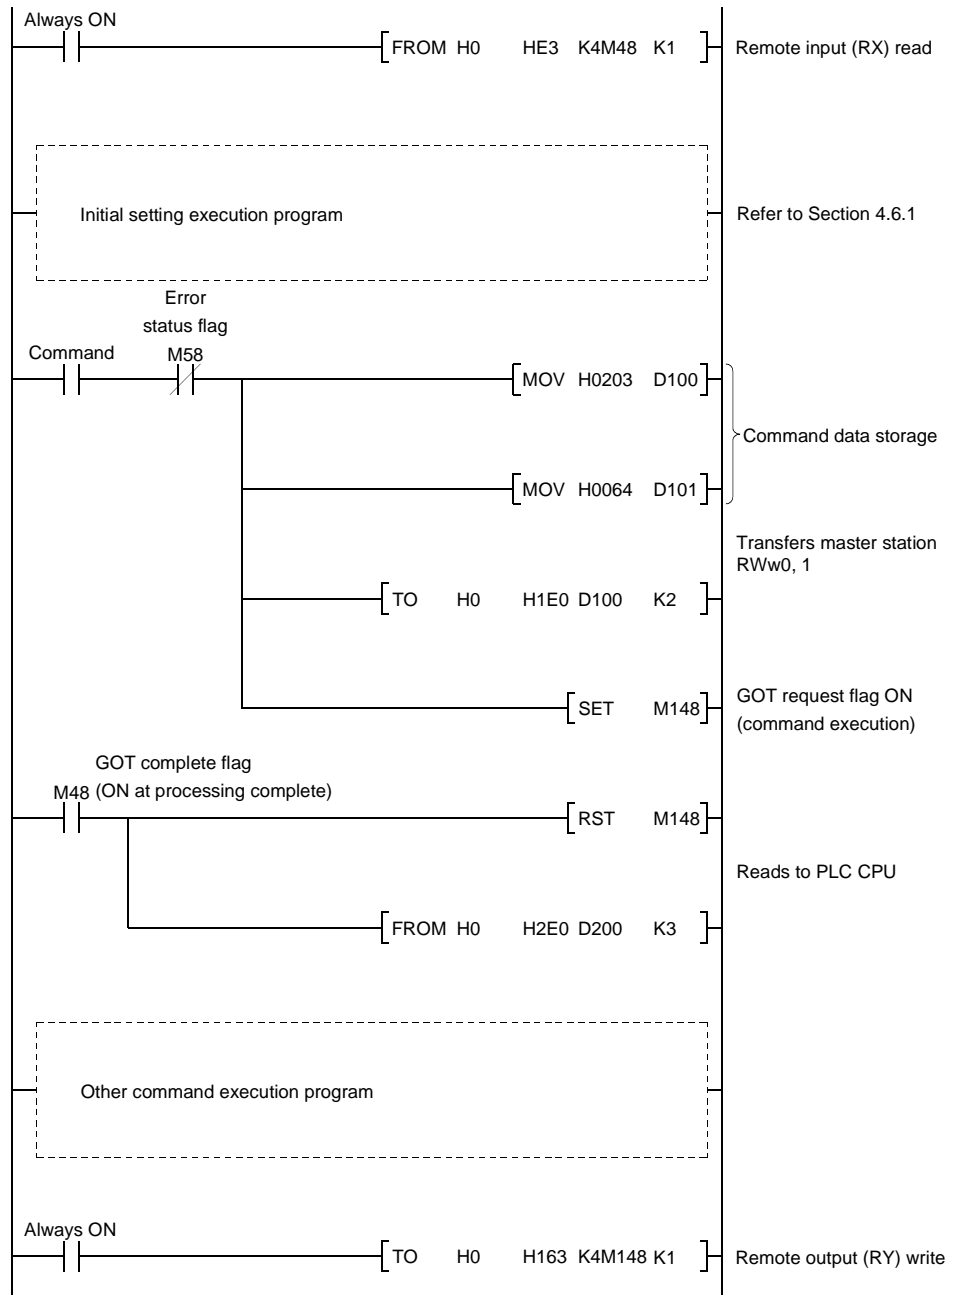 Always ON
FROM H0 HE3 K4M48 K1 Remote input (RX) read
Initial setting execution program Refer to Section 4.6.1
Error
status flag
Command M58
MOV H0203 D100
Command data storage
MOV H0064 D101
Transfers master station
RWw0, 1
TO H0 H1E0 D100 K2
GOT request flag ON
SET M148
(command execution)
GOT complete flag
M48 (ON at processing complete)
RST M148
Reads to PLC CPU
FROM H0 H2E0 D200 K3
Other command execution program
Always ON
TO H0 H163 K4M148 K1 Remote output (RY) write